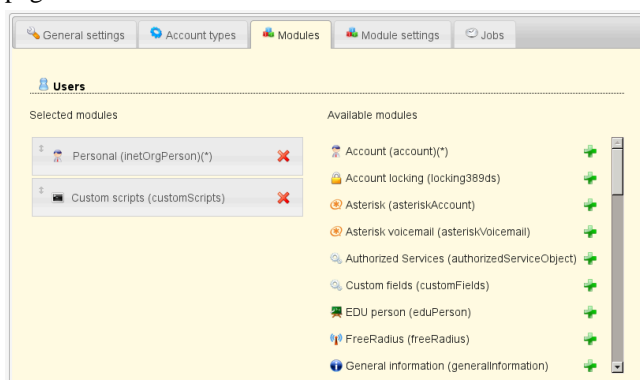 General settings Account types Modules Module settings Jobs
Users
Selected modules
Personal (inetOrgPerson)(*)
Custom scripts (customScripts)
Available modules
Account (account)(*)
Account locking (locking389ds)
Asterisk (asteriskAccount)
Asterisk voicemail (asteriskVoicemail)
Authorized Services (authorizedServiceObject)
Custom fields (customFields)
EDU person (eduPerson)
FreeRadius (freeRadius)
General information (generalInformation)